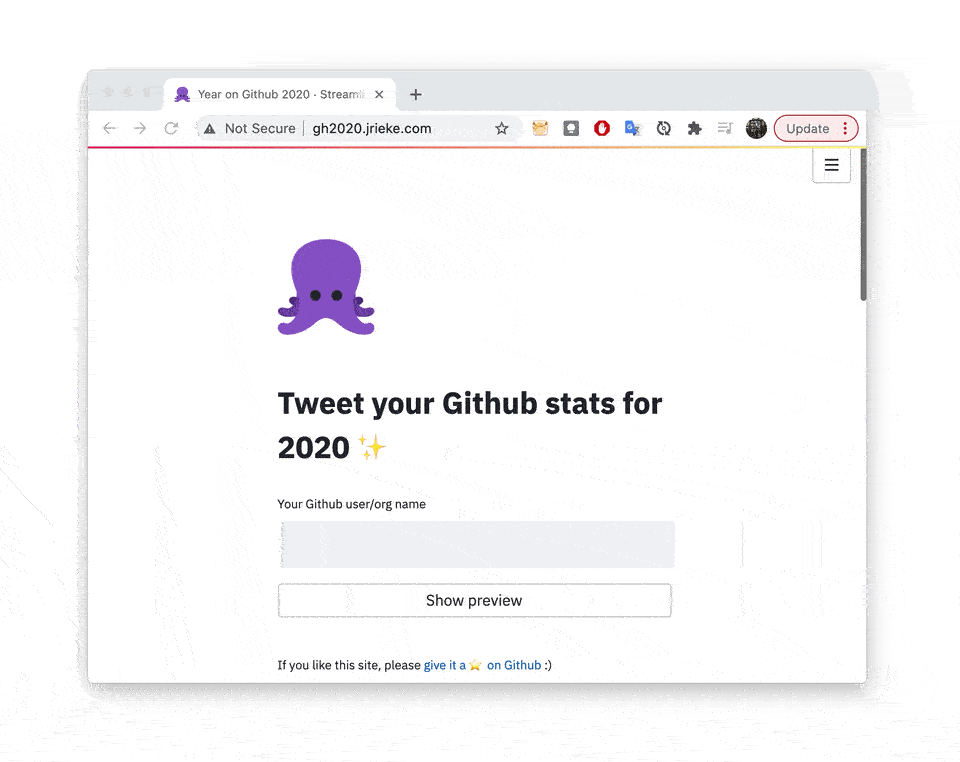 Year on Github 2020 · Streamli
Not Secure gh2020.jrieke.com
Update
Tweet your Github stats for
2020 ✨
Your Github user/org name
Show preview
If you like this site, please give it a ⭐ on Github :)